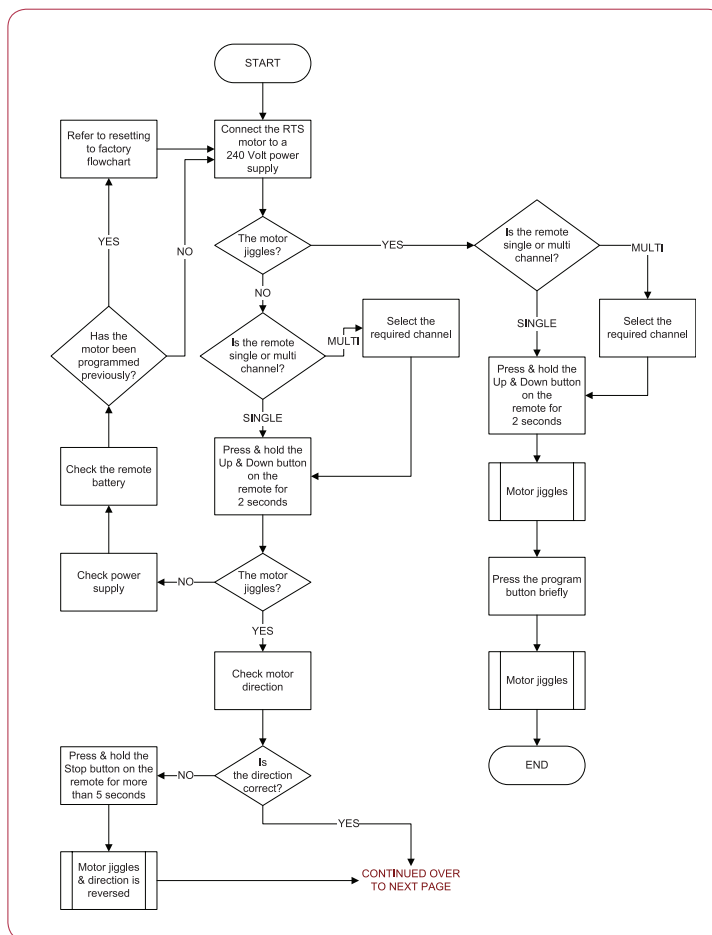 START
Refer to resetting
to factory
flowchart
Connect the RTS
motor to a
240 Volt power
supply
YES
NO
The motor
jiggles?
YES
Is the remote
single or multi
channel?
MULTI
NO
SINGLE
Select the
required channel
Has the
motor been
programmed
previously?
Is the remote
single or multi
channel?
MULTI
Select the
required channel
SINGLE
Press & hold the
Up & Down button
on the
remote for
2 seconds
Check the remote
battery
Press & hold the
Up & Down button
on the
remote for
2 seconds
Motor jiggles
Check power
supply
NO
The motor
jiggles?
Press the program
button briefly
YES
Check motor
direction
Motor jiggles
Press & hold the
Stop button on the
remote for more
than 5 seconds
NO
Is
the direction
correct?
END
YES
Motor jiggles
& direction is
reversed
CONTINUED OVER
TO NEXT PAGE